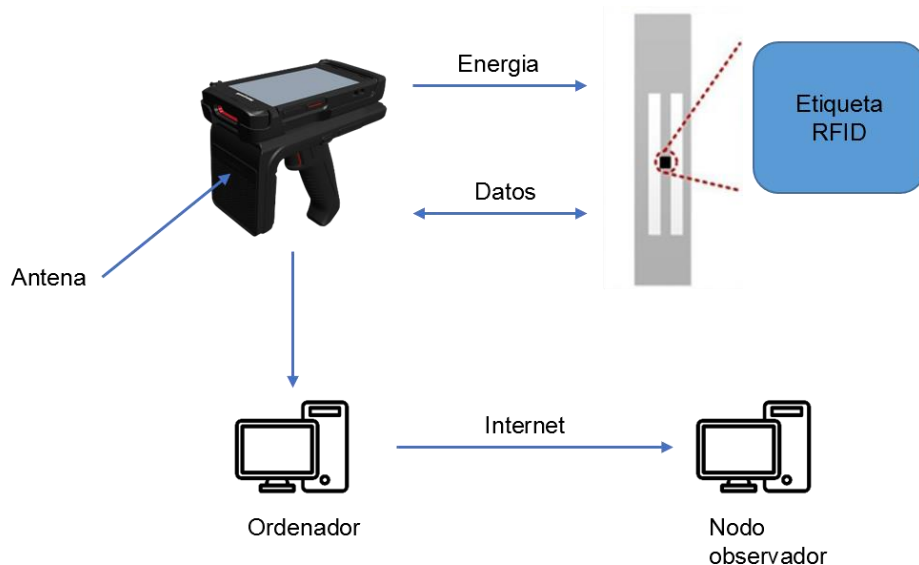 Energia
Etiqueta
RFID
Datos
Antena
Internet
Ordenador
Nodo
observador